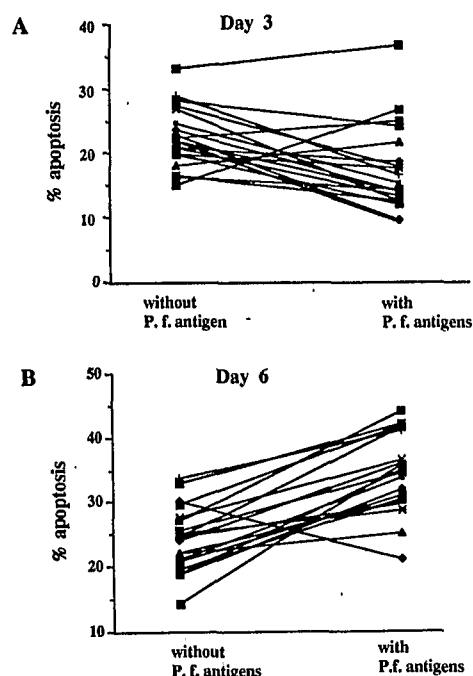 A
Day 3
40
30
20
10
0
% apoptosis
without
P. f. antigen
with
P. f. antigens
B
Day 6
50
40
30
20
10
% apoptosis
without
P. f. antigens
with
P.f. antigens